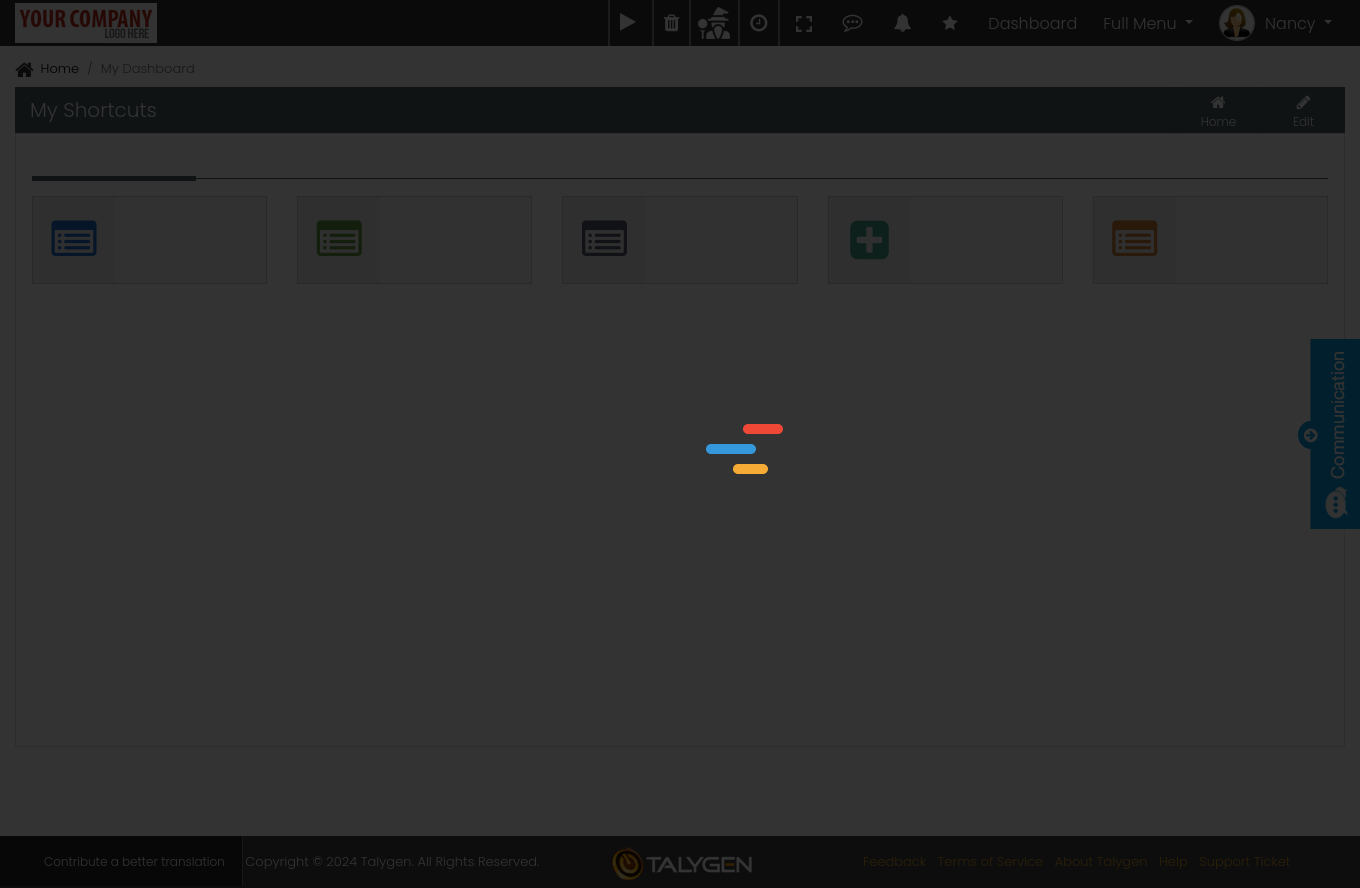 YOUR COMPANY
LOGO HERE
Dashboard
Full Menu
Nancy
Home / My Dashboard
My Shortcuts
Home
Edit
Communication
Contribute a better translation
Copyright © 2024 Talygen. All Rights Reserved.
TALYGEN
Feedback
Terms of Service
About Talygen
Help
Support Ticket